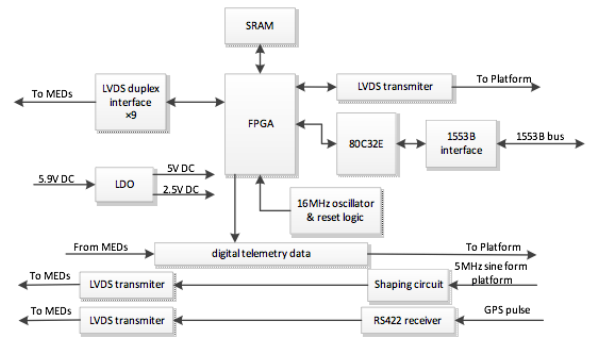 SRAM
To MEDs
LVDS duplex
interface
×9
FPGA
LVDS transmiter
To Platform
80C32E
1553B
interface
1553B bus
5.9V DC
LDO
5V DC
2.5V DC
16MHz oscillator
& reset logic
From MEDs
digital telemetry data
To Platform
To MEDs
LVDS transmiter
Shaping circuit
5MHz sine form
platform
To MEDs
LVDS transmiter
RS422 receiver
GPS pulse